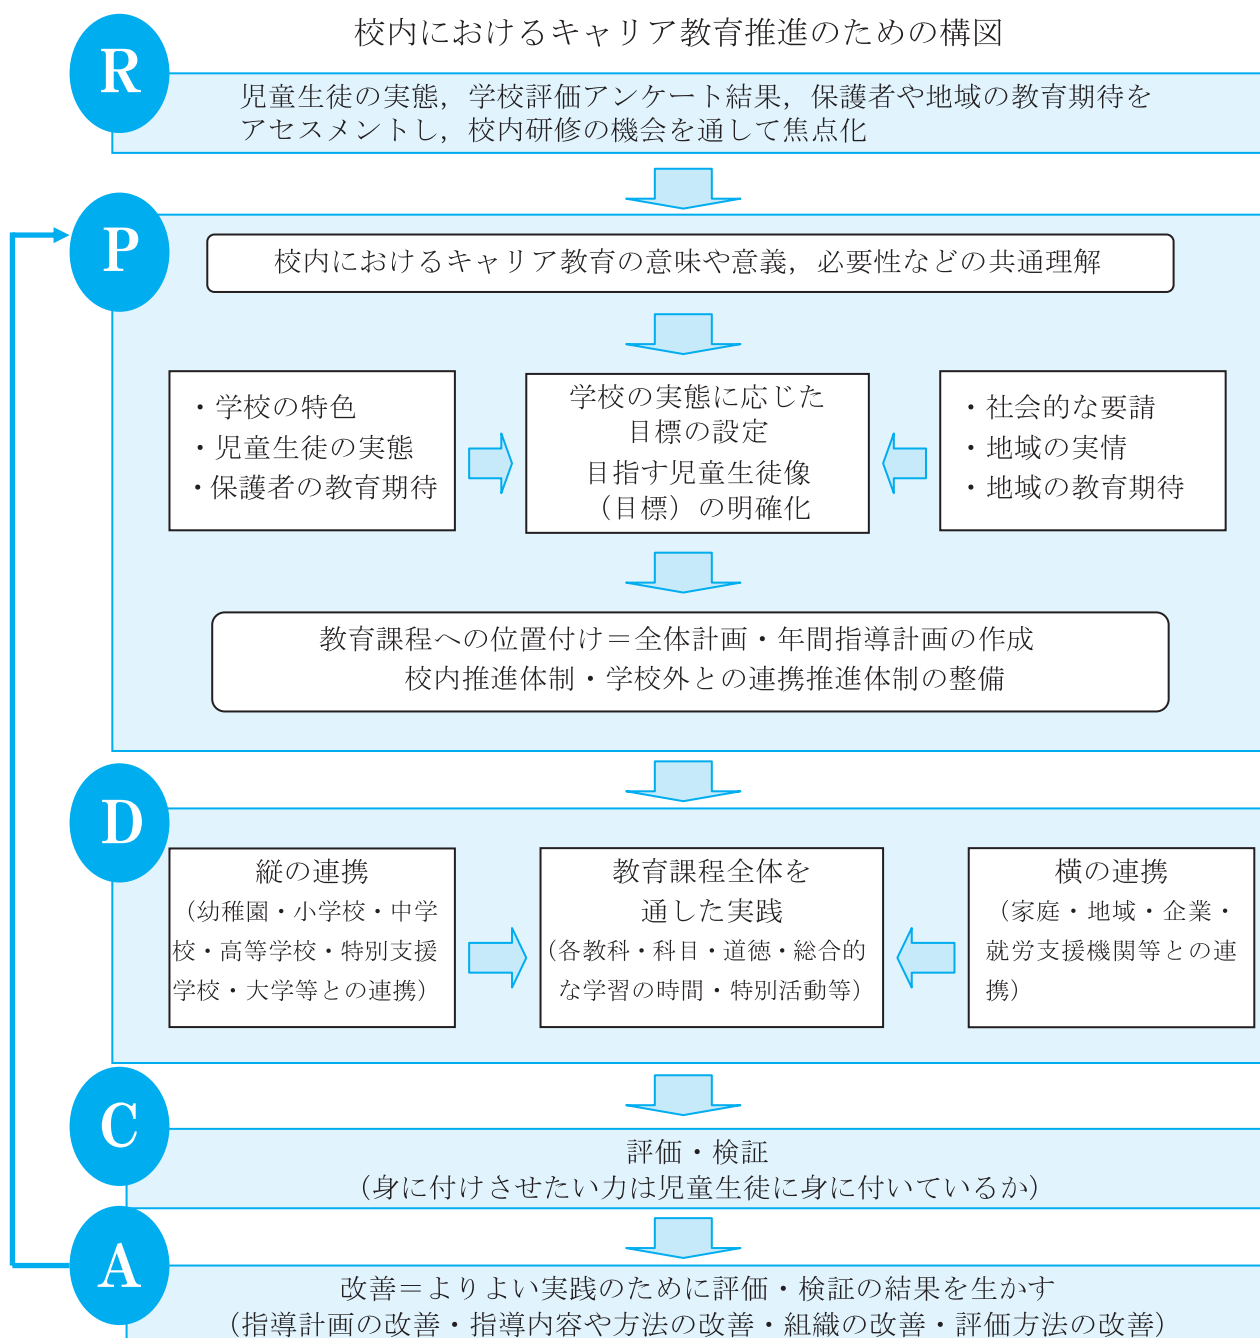 校内におけるキャリア教育推進のための構図
R
児童生徒の実態，学校評価アンケート結果，保護者や地域の教育期待を
アセスメントし，校内研修の機会を通して焦点化
P
校内におけるキャリア教育の意味や意義，必要性などの共通理解
・学校の特色
・児童生徒の実態
・保護者の教育期待
学校の実態に応じた
目標の設定
目指す児童生徒像
（目標）の明確化
・社会的な要請
・地域の実情
・地域の教育期待
教育課程への位置付け＝全体計画・年間指導計画の作成
校内推進体制・学校外との連携推進体制の整備
D
縦の連携
（幼稚園・小学校・中学
校・高等学校・特別支援
学校・大学等との連携）
教育課程全体を
通した実践
（各教科・科目・道徳・総合的
な学習の時間・特別活動等）
横の連携
（家庭・地域・企業・
就労支援機関等との連
携）
C
評価・検証
（身に付けさせたい力は児童生徒に身に付いているか）
A
改善＝よりよい実践のために評価・検証の結果を生かす
（指導計画の改善・指導内容や方法の改善・組織の改善・評価方法の改善）